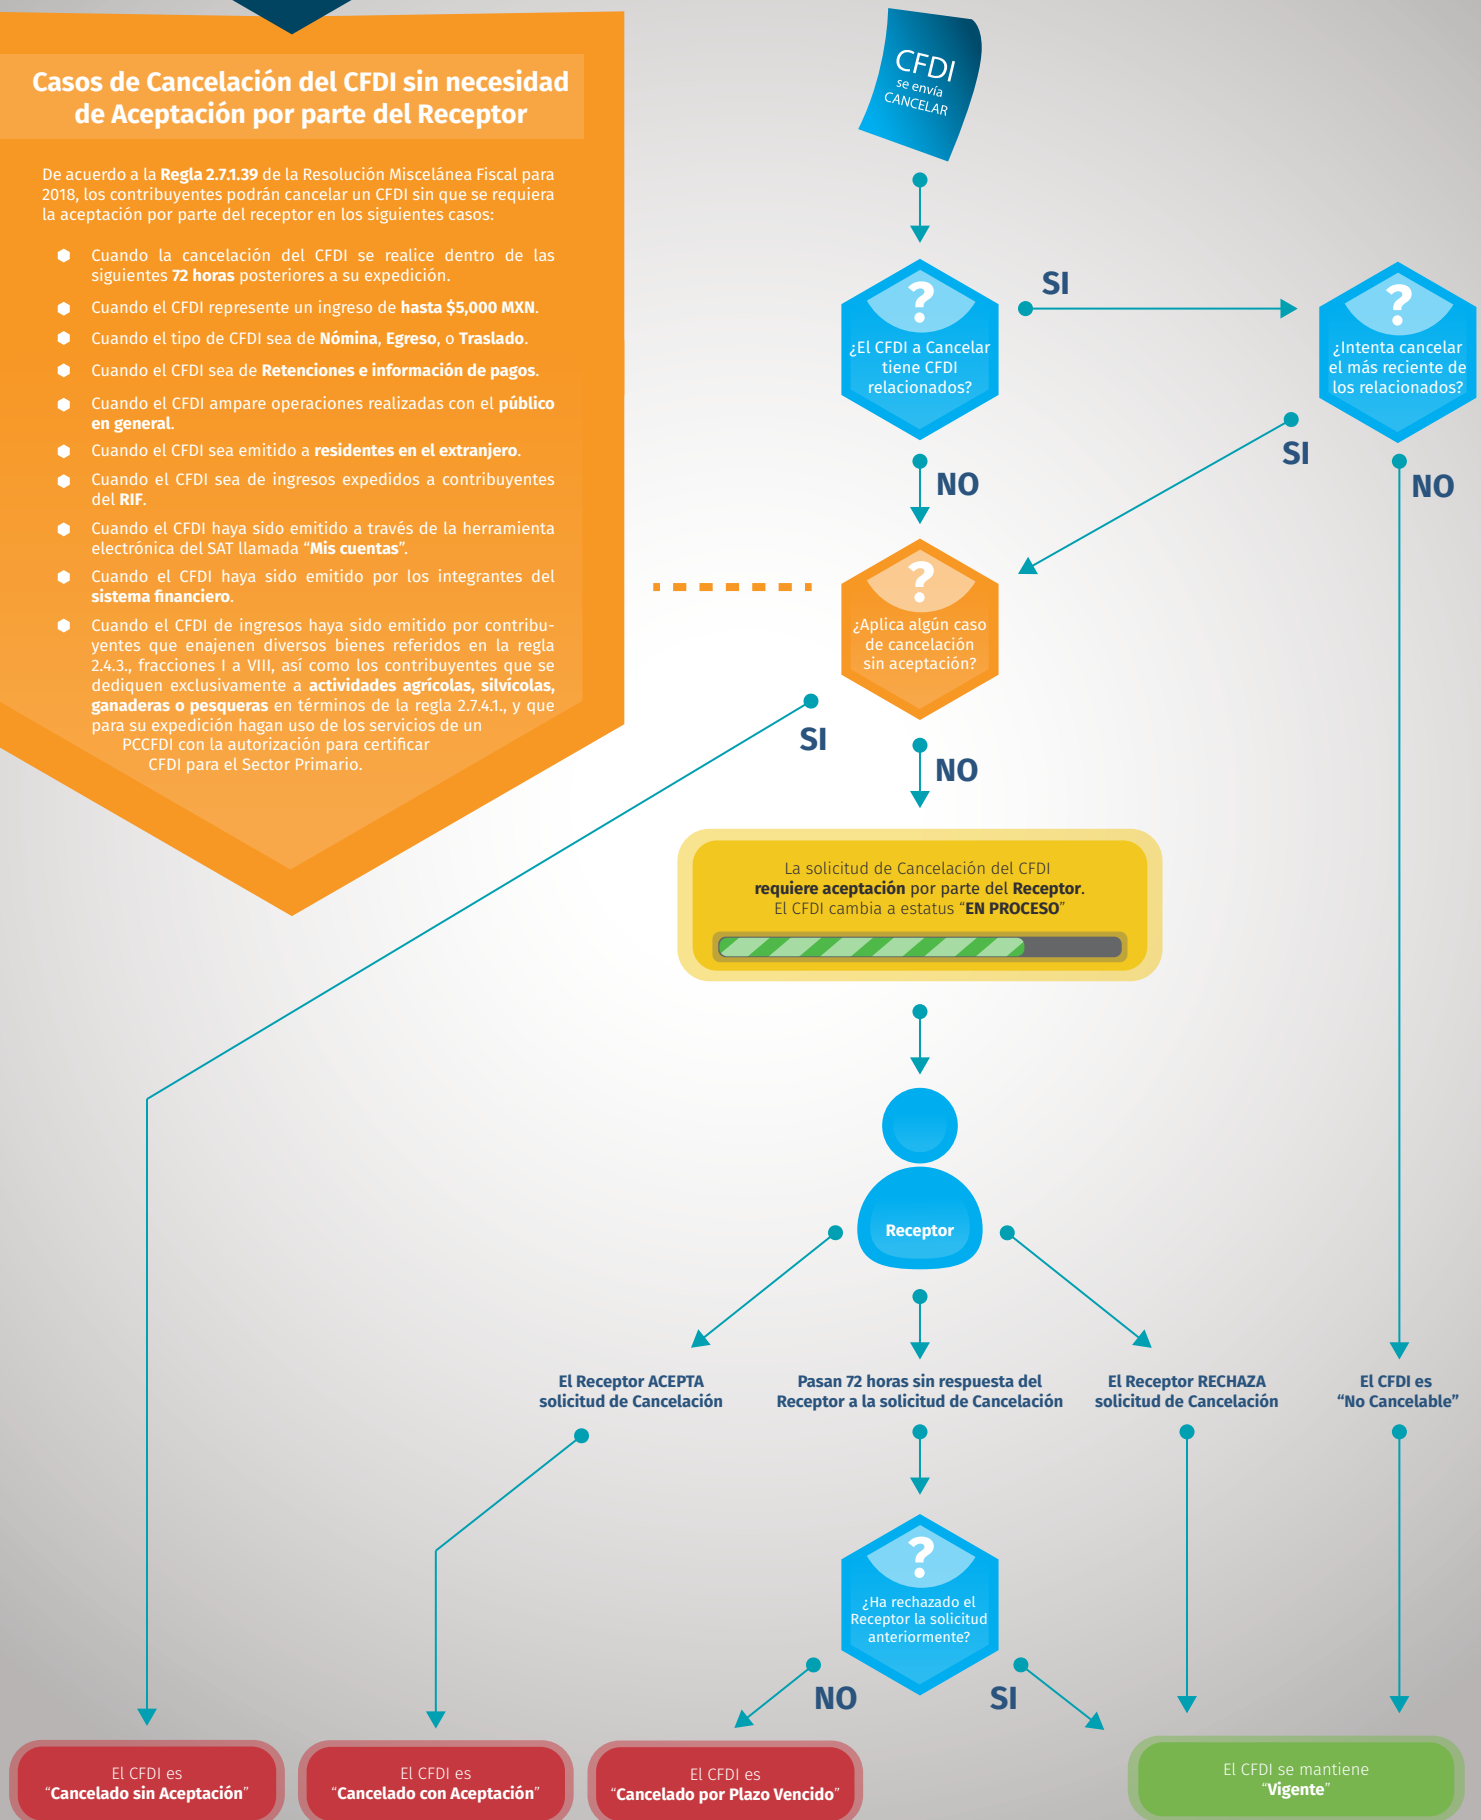 Casos de Cancelación del CFDI sin necesidad
de Aceptación por parte del Receptor
De acuerdo a la Regla 2.7.1.39 de la Resolución Miscelánea Fiscal para
2018, los contribuyentes podrán cancelar un CFDI sin que se requiera
la aceptación por parte del receptor en los siguientes casos:
Cuando la cancelación del CFDI se realice dentro de las
siguientes 72 horas posteriores a su expedición.
Cuando el CFDI represente un ingreso de hasta $5,000 MXN.
Cuando el tipo de CFDI sea de Nómina, Egreso, o Traslado.
Cuando el CFDI sea de Retenciones e información de pagos.
Cuando el CFDI ampare operaciones realizadas con el público
en general.
Cuando el CFDI sea emitido a residentes en el extranjero.
Cuando el CFDI sea de ingresos expedidos a contribuyentes
del RIF.
Cuando el CFDI haya sido emitido a través de la herramienta
electrónica del SAT llamada “Mis cuentas”.
Cuando el CFDI haya sido emitido por los integrantes del
sistema financiero.
Cuando el CFDI de ingresos haya sido emitido por contribu-
yentes que enajenen diversos bienes referidos en la regla
2.4.3., fracciones I a VIII, así como los contribuyentes que se
dediquen exclusivamente a actividades agrícolas, silvícolas,
ganaderas o pesqueras en términos de la regla 2.7.4.1., y que
para su expedición hagan uso de los servicios de un
PCCFDI con la autorización para certificar
CFDI para el Sector Primario.
CFDI
se envía
CANCELAR
?
¿El CFDI a Cancelar
tiene CFDI
relacionados?
SI
?
¿Intenta cancelar
el más reciente de
los relacionados?
NO
SI
NO
?
¿Aplica algún caso
de cancelación
sin aceptación?
SI
NO
La solicitud de Cancelación del CFDI
requiere aceptación por parte del Receptor.
El CFDI cambia a estatus “EN PROCESO”
Receptor
El Receptor ACEPTA
solicitud de Cancelación
Pasan 72 horas sin respuesta del
Receptor a la solicitud de Cancelación
El Receptor RECHAZA
solicitud de Cancelación
El CFDI es
“No Cancelable”
?
¿Ha rechazado el
Receptor la solicitud
anteriormente?
NO
SI
El CFDI es
“Cancelado sin Aceptación”
El CFDI es
“Cancelado con Aceptación”
El CFDI es
“Cancelado por Plazo Vencido”
El CFDI se mantiene
“Vigente”